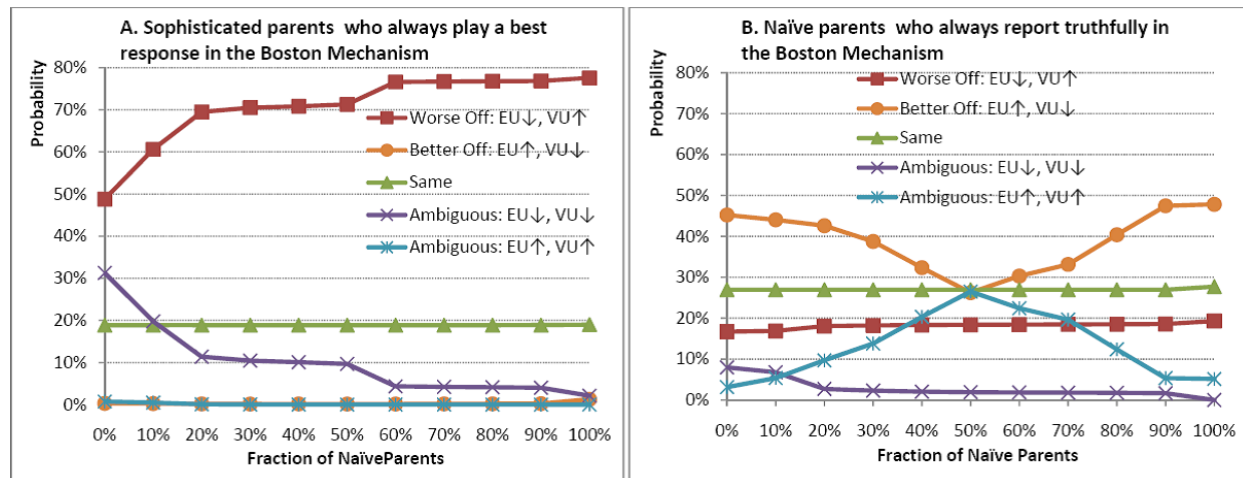 A. Sophisticated parents who always play a best
response in the Boston Mechanism
Probability
80%
70%
60%
50%
40%
30%
20%
10%
0%
Worse Off: EU↓, VU↑
Better Off: EU↑, VU↓
Same
Ambiguous: EU↓, VU↓
Ambiguous: EU↑, VU↑
0% 10% 20% 30% 40% 50% 60% 70% 80% 90% 100%
Fraction of NaïveParents
B. Naïve parents who always report truthfully in
the Boston Mechanism
Probability
80%
70%
60%
50%
40%
30%
20%
10%
0%
Worse Off: EU↓, VU↑
Better Off: EU↑, VU↓
Same
Ambiguous: EU↓, VU↓
Ambiguous: EU↑, VU↑
0% 10% 20% 30% 40% 50% 60% 70% 80% 90% 100%
Fraction of Naïve Parents